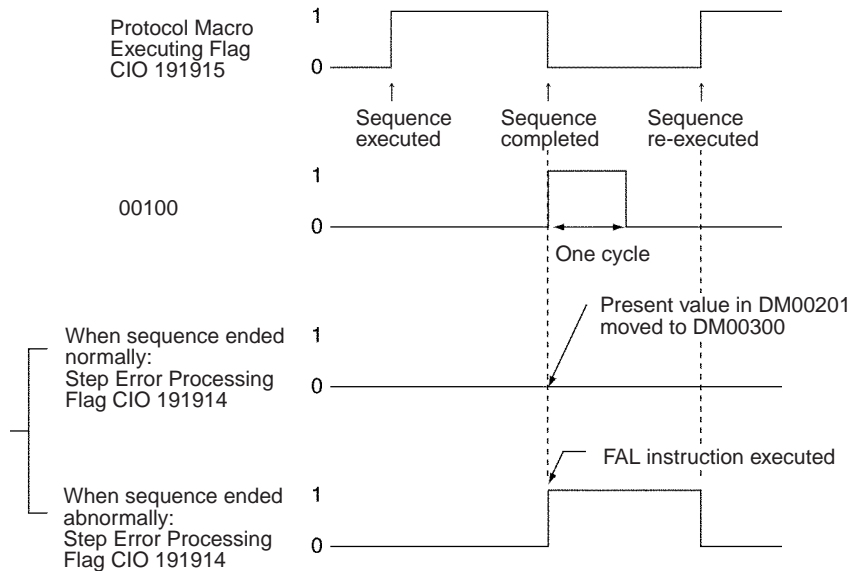 Protocol Macro
Executing Flag
CIO 191915
1
0
Sequence
executed
Sequence
completed
Sequence
re-executed
00100
1
0
One cycle
When sequence ended
normally:
Step Error Processing
Flag CIO 191914
1
0
Present value in DM00201
moved to DM00300
When sequence ended
abnormally:
Step Error Processing
Flag CIO 191914
1
0
FAL instruction executed